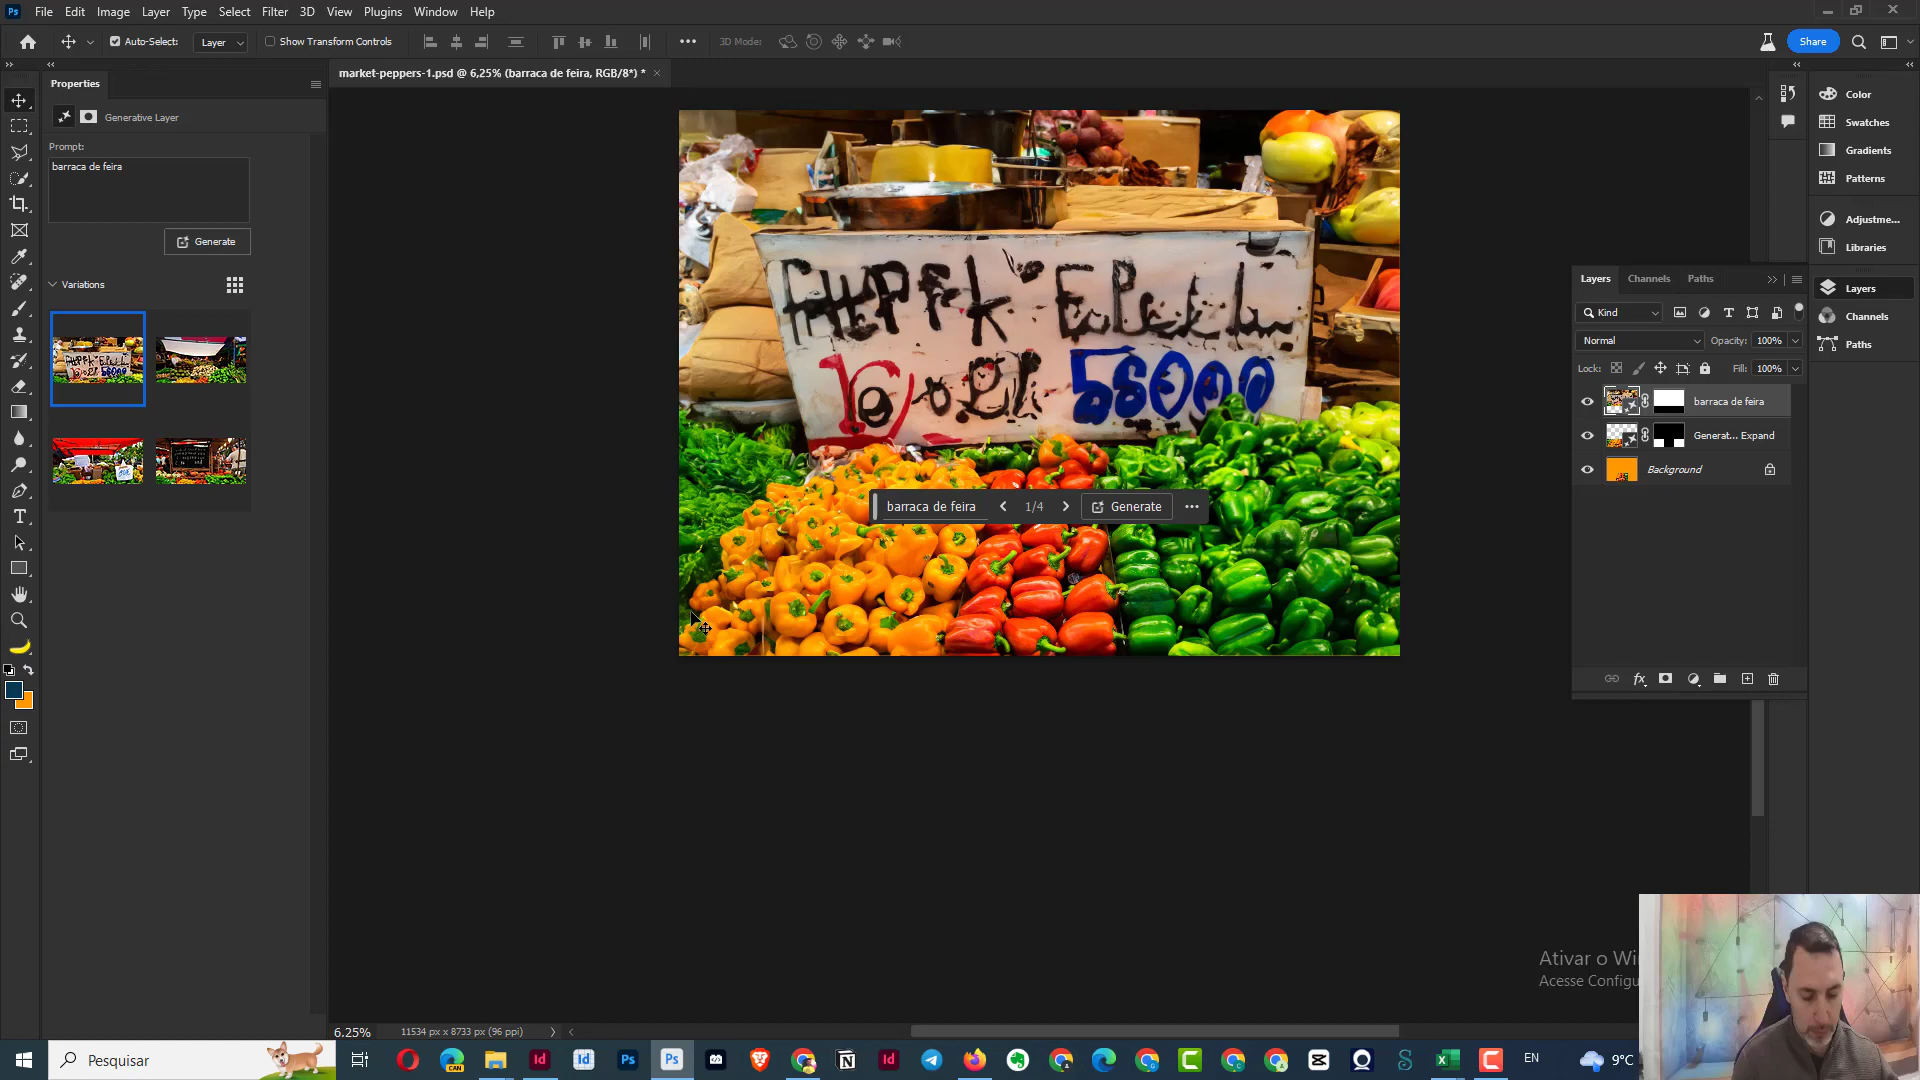 File Edit Image Layer Type Select Filter 3D View Plugins Window Help
Auto-Select: Layer Show Transform Controls 3D Mode: Share
Properties
market-peppers-1.psd @ 6,25% (barraca de feira, RGB/8*) *
Generative Layer
Prompt:
barraca de feira
Generate
Variations
barraca de feira 1/4 Generate
Color
Swatches
Gradients
Patterns
Adjustme...
Libraries
Layers
Channels
Paths
Layers Channels Paths
Kind
Normal Opacity: 100%
Lock: Fill: 100%
barraca de feira
Generat... Expand
Background
6.25% 11534 px x 8733 px (96 ppi)
Ativar o Wi
Acesse Configu
Pesquisar
CAN
EN
9°C